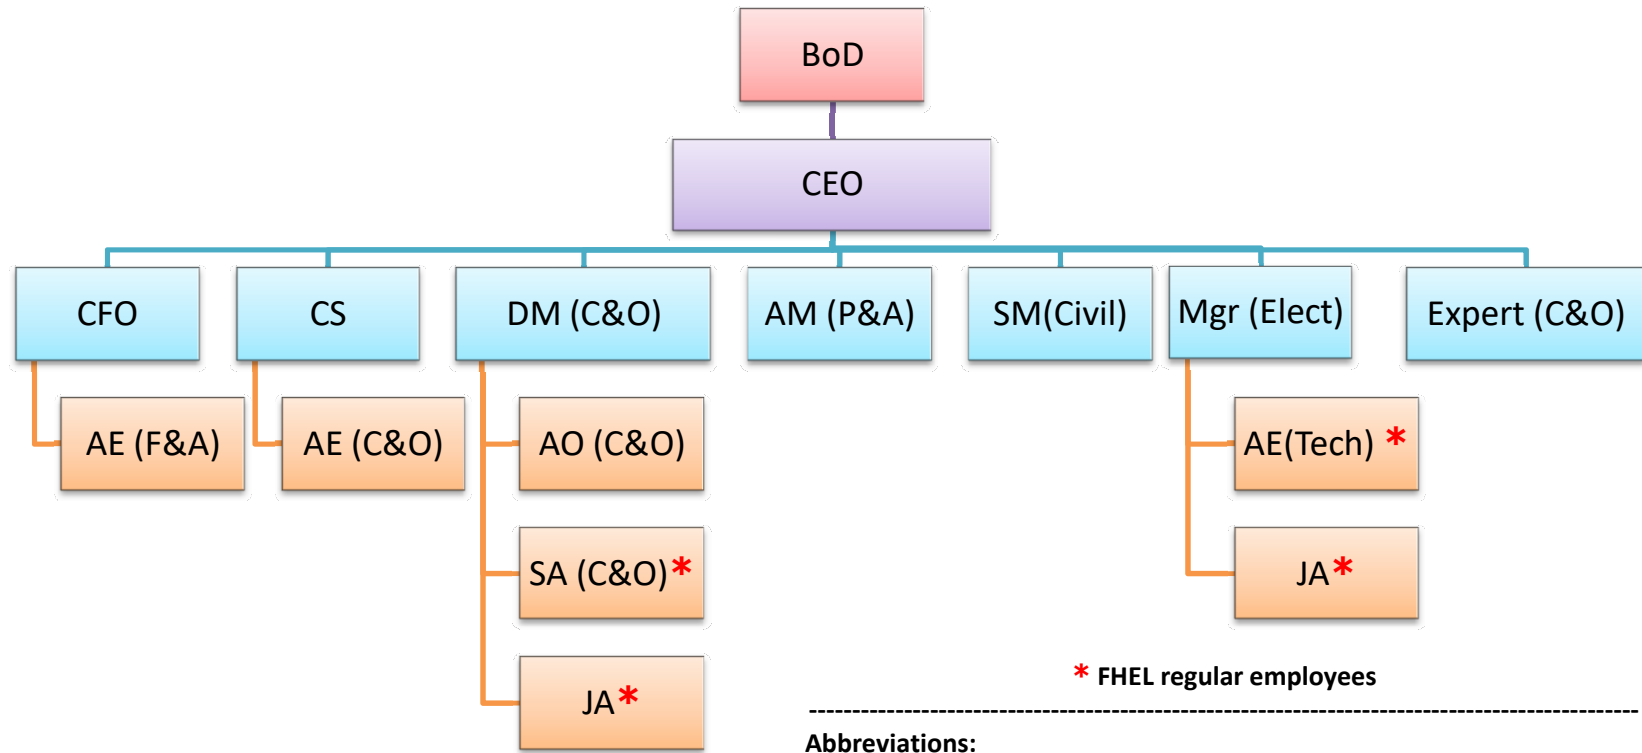 BoD
CEO
CFO
CS
DM (C&O)
AM (P&A)
SM(Civil)
Mgr (Elect)
Expert (C&O)
AE (F&A)
AE (C&O)
AO (C&O)
AE(Tech) *
SA (C&O) *
JA *
JA *
* FHEL regular employees
Abbreviations: